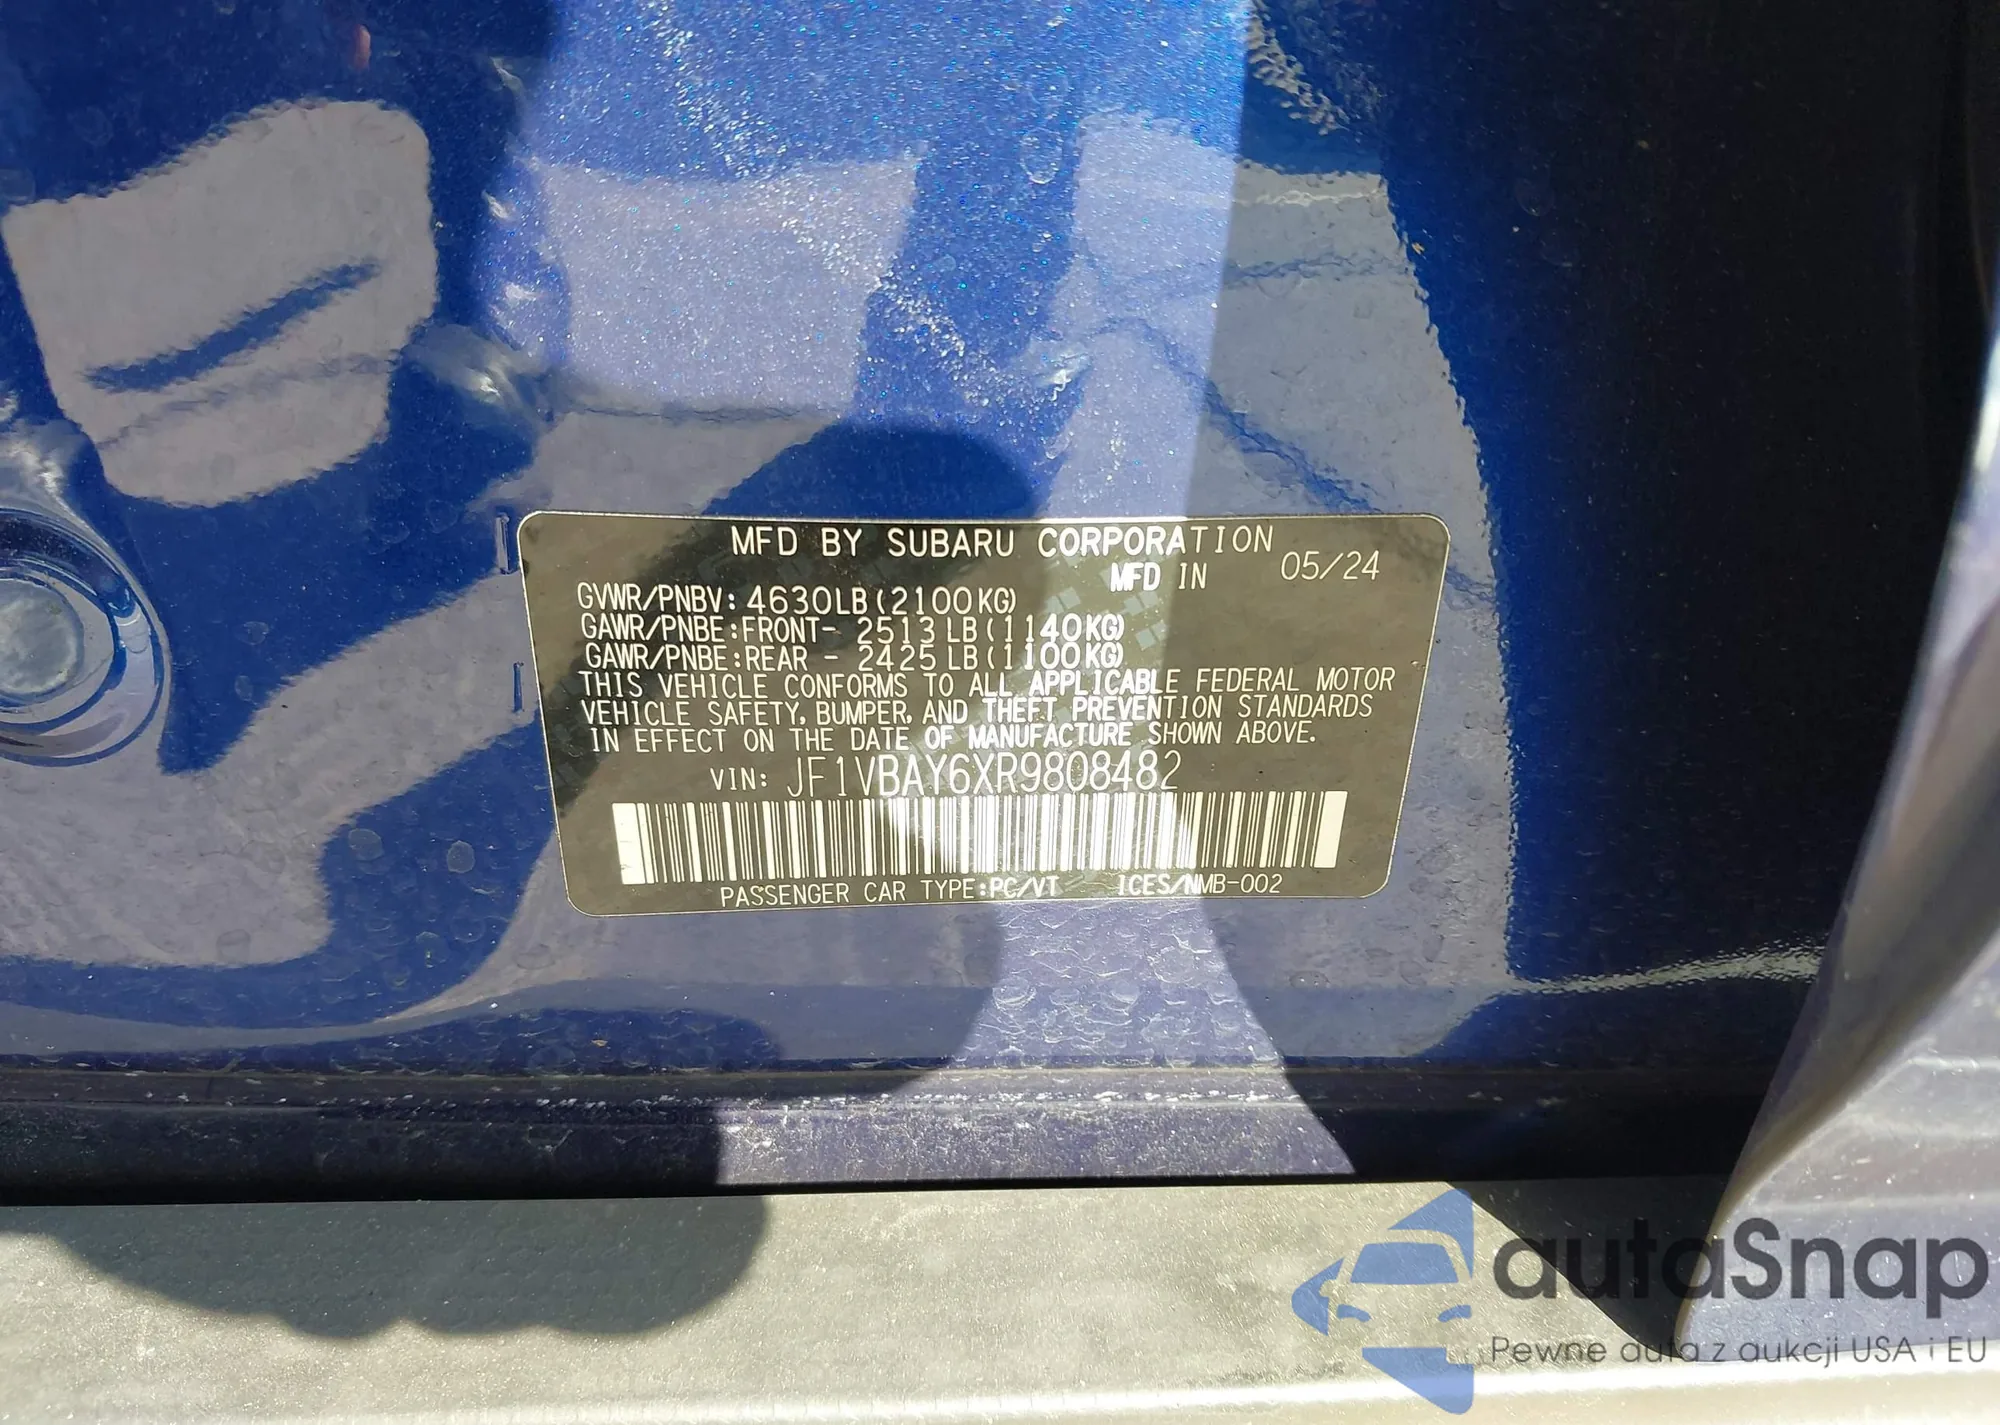 MFD BY SUBARU CORPORATION
MFD IN 05/24
GVWR/PNBV: 4630LB(2100KG)
GAWR/PNBE:FRONT- 2513 LB(1140KG)
GAWR/PNBE:REAR - 2425 LB(1100KG)
THIS VEHICLE CONFORMS TO ALL APPLICABLE FEDERAL MOTOR
VEHICLE SAFETY, BUMPER, AND THEFT PREVENTION STANDARDS
IN EFFECT ON THE DATE OF MANUFACTURE SHOWN ABOVE.
VIN: JF1VBAY6XR9808482
PASSENGER CAR TYPE:PC/VT ICES/NMB-002
autaSnap
Pewne auta z aukcji USA i EU